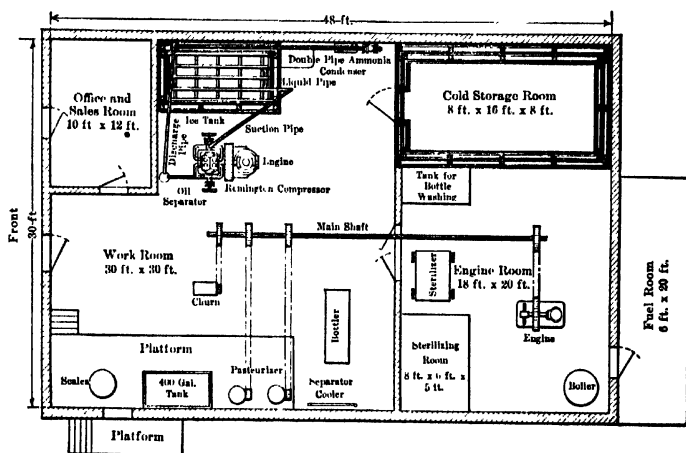 48-ft.
Double Pipe Ammonia
Condenser
Liquid Pipe
Office and
Sales Room
10 ft x 12 ft.
Cold Storage Room
8 ft. x 16 ft. x 8 ft.
Ice Tank
Suction Pipe
Discharge
Pipe
Engine
Oil
Separator
Remington Compressor
Tank for
Bottle
Washing
Front
30-ft
Main Shaft
Work Room
30 ft. x 30 ft.
Sterilizer
Engine Room
18 ft. x 20 ft.
Fuel Room
6 ft. x 20 ft.
Churn
Bottler
Engine
Platform
Sterilizing
Room
8 ft. x 6 ft. x
5 ft.
Pasteurizer
Scales
400 Gal.
Tank
Separator
Cooler
Boiler
Platform